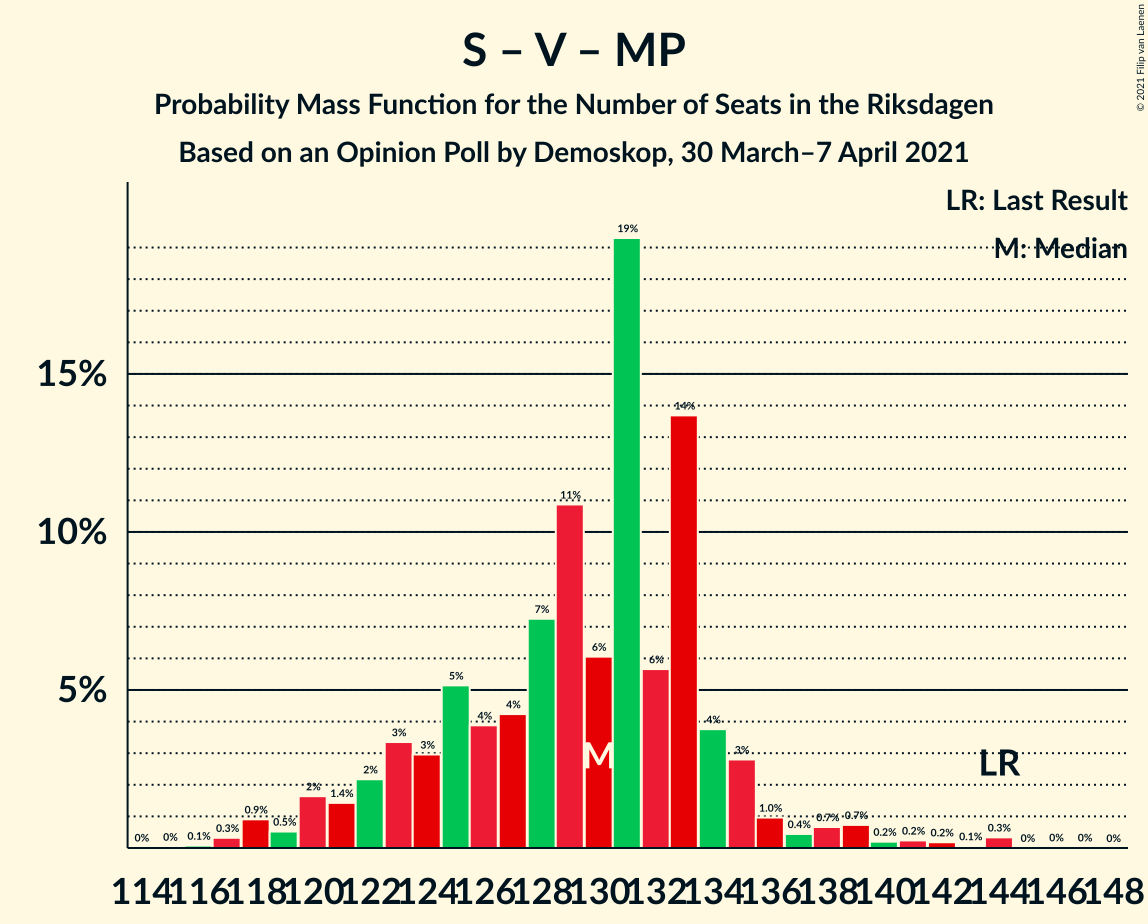 S – V – MP
Probability Mass Function for the Number of Seats in the Riksdagen
Based on an Opinion Poll by Demoskop, 30 March–7 April 2021
© 2021 Filip van Laenen
LR: Last Result
M: Median
15%
10%
5%
0% 0% 0.1% 0.3% 0.9% 0.5% 2% 1.4% 2% 3% 3% 5% 4% 4% 7% 11% 6% 19% 6% 14% 4% 3% 1.0% 0.4% 0.7% 0.7% 0.2% 0.2% 0.2% 0.1% 0.3% 0% 0% 0% 0%
M
LR
114 116 118 120 122 124 126 128 130 132 134 136 138 140 142 144 146 148